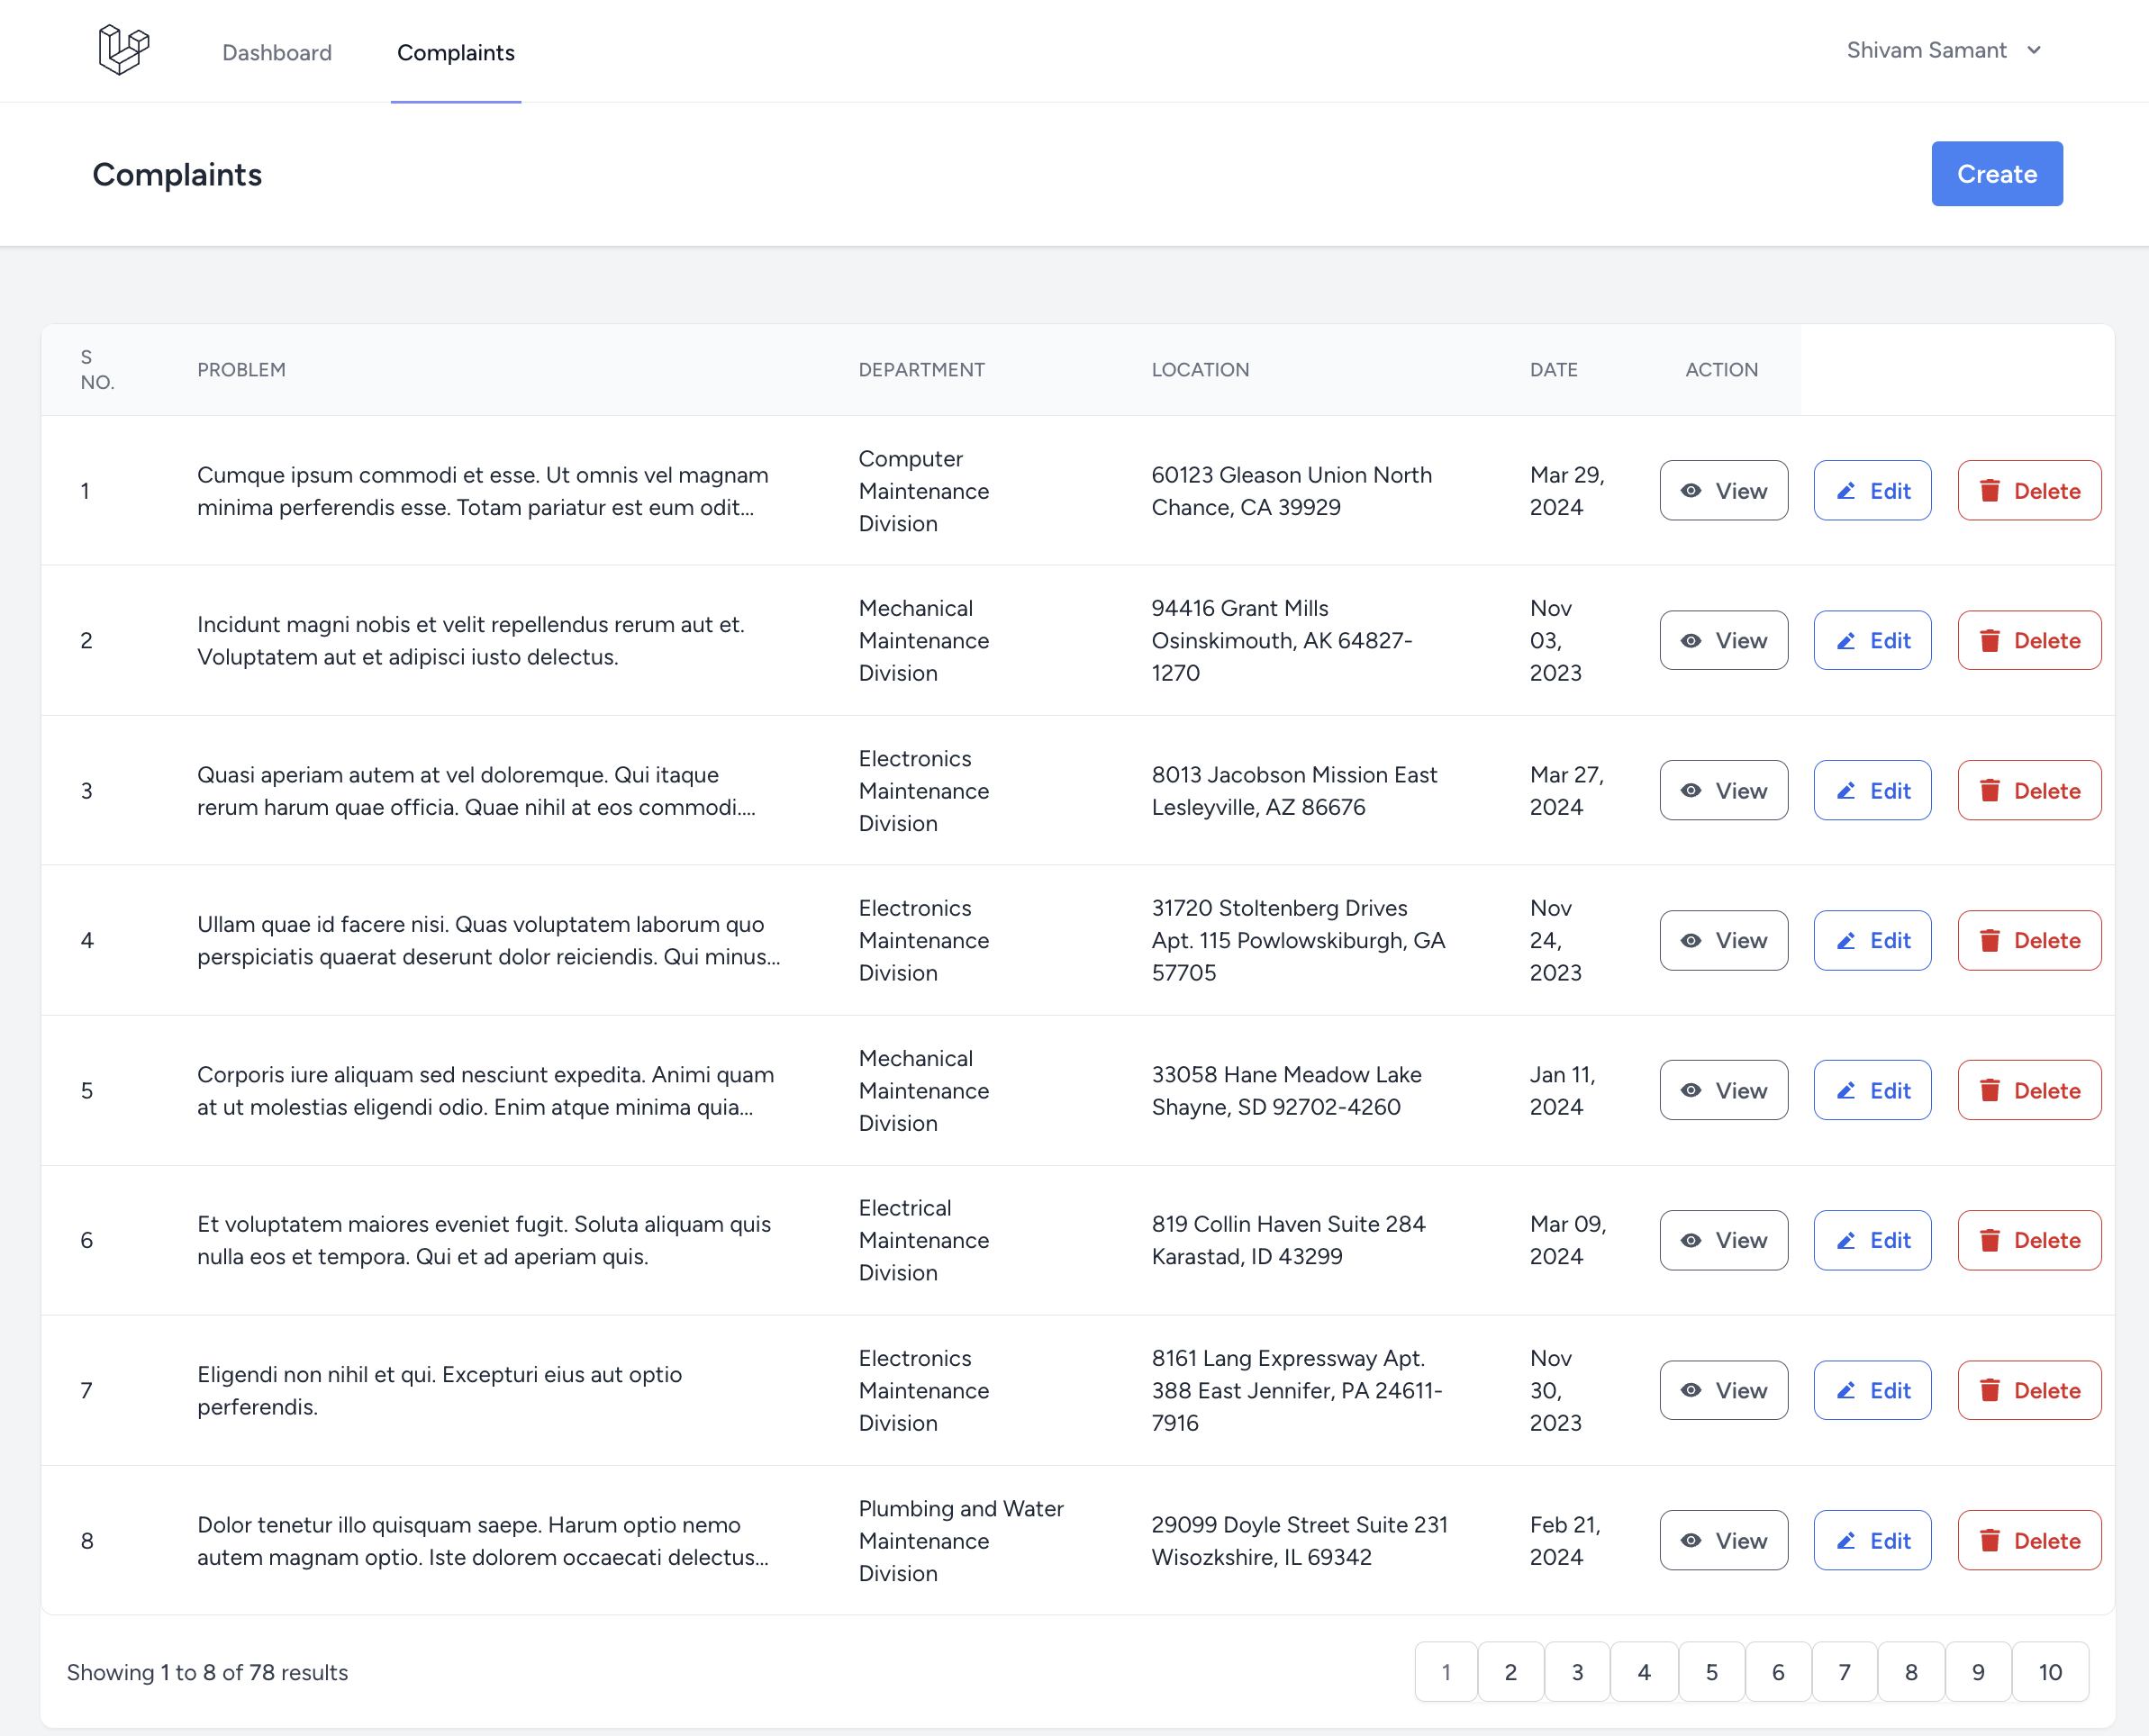 Dashboard Complaints Shivam Samant
Complaints Create
S NO. PROBLEM DEPARTMENT LOCATION DATE ACTION
1 Cumque ipsum commodi et esse. Ut omnis vel magnam minima perferendis esse. Totam pariatur est eum odit... Computer Maintenance Division 60123 Gleason Union North Chance, CA 39929 Mar 29, 2024 View Edit Delete
2 Incidunt magni nobis et velit repellendus rerum aut et. Voluptatem aut et adipisci iusto delectus. Mechanical Maintenance Division 94416 Grant Mills Osinskimouth, AK 64827-1270 Nov 03, 2023 View Edit Delete
3 Quasi aperiam autem at vel doloremque. Qui itaque rerum harum quae officia. Quae nihil at eos commodi.... Electronics Maintenance Division 8013 Jacobson Mission East Lesleyville, AZ 86676 Mar 27, 2024 View Edit Delete
4 Ullam quae id facere nisi. Quas voluptatem laborum quo perspiciatis quaerat deserunt dolor reiciendis. Qui minus... Electronics Maintenance Division 31720 Stoltenberg Drives Apt. 115 Powlowskiburgh, GA 57705 Nov 24, 2023 View Edit Delete
5 Corporis iure aliquam sed nesciunt expedita. Animi quam at ut molestias eligendi odio. Enim atque minima quia... Mechanical Maintenance Division 33058 Hane Meadow Lake Shayne, SD 92702-4260 Jan 11, 2024 View Edit Delete
6 Et voluptatem maiores eveniet fugit. Soluta aliquam quis nulla eos et tempora. Qui et ad aperiam quis. Electrical Maintenance Division 819 Collin Haven Suite 284 Karastad, ID 43299 Mar 09, 2024 View Edit Delete
7 Eligendi non nihil et qui. Excepturi eius aut optio perferendis. Electronics Maintenance Division 8161 Lang Expressway Apt. 388 East Jennifer, PA 24611-7916 Nov 30, 2023 View Edit Delete
8 Dolor tenetur illo quisquam saepe. Harum optio nemo autem magnam optio. Iste dolorem occaecati delectus... Plumbing and Water Maintenance Division 29099 Doyle Street Suite 231 Wisozkshire, IL 69342 Feb 21, 2024 View Edit Delete
Showing 1 to 8 of 78 results 1 2 3 4 5 6 7 8 9 10